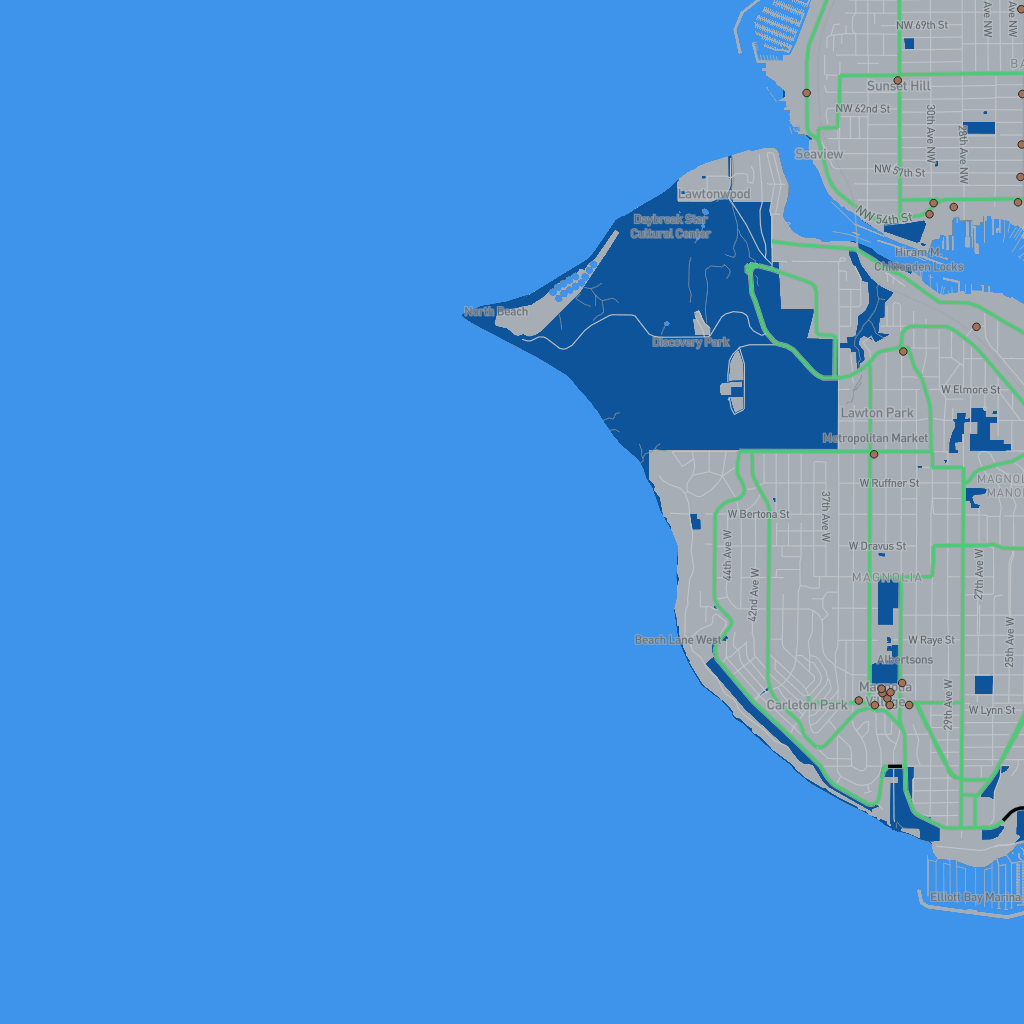 Ave NW
Ave NW
NW 69th St
BA
Sunset Hill
NW 62nd St
30th Ave NW
28th Ave NW
Seaview
NW 57th St
Lawtonwood
NW 54th St
Daybreak Star
Cultural Center
Hiram M.
Chittenden Locks
North Beach
Discovery Park
W Elmore St
Lawton Park
Metropolitan Market
W Ruffner St
MAGNOL
MANO
37th Ave W
W Bertona St
44th Ave W
W Dravus St
27th Ave W
42nd Ave W
MAGNOLIA
Beach Lane West
W Raye St
25th Ave W
Albertsons
Magnolia
Village
Carleton Park
29th Ave W
W Lynn St
Elliott Bay Marina